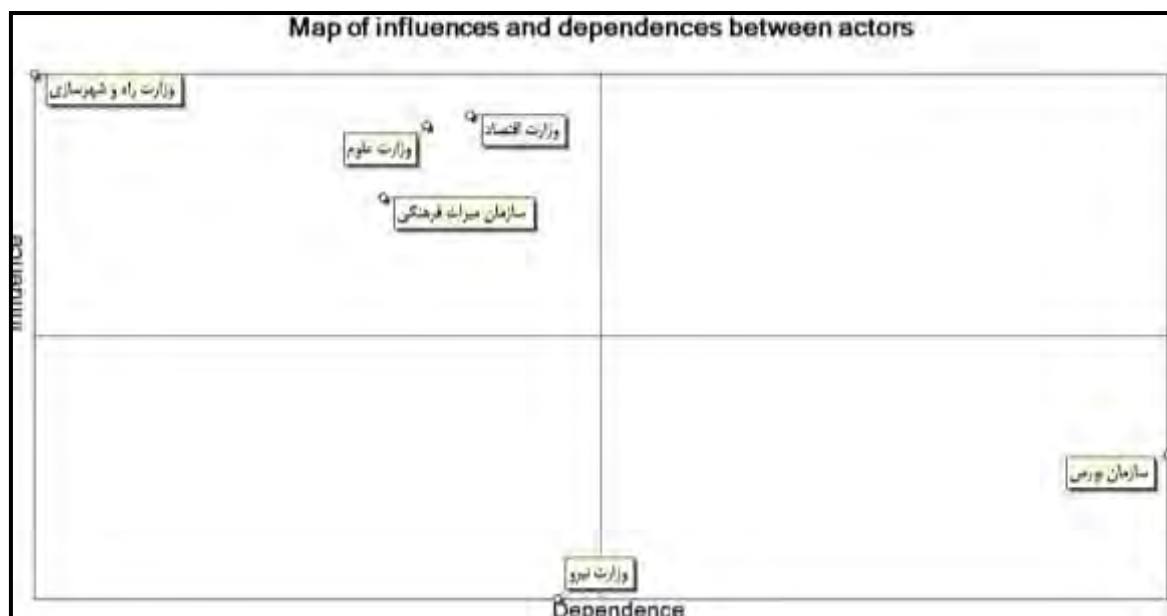 Map of influences and dependences between actors
وزارت راه و شهرسازی
وزارت اقتصاد
وزارت علوم
سازمان میراث فرهنگی
Influence
سازمان بورس
وزارت نیرو
Dependence